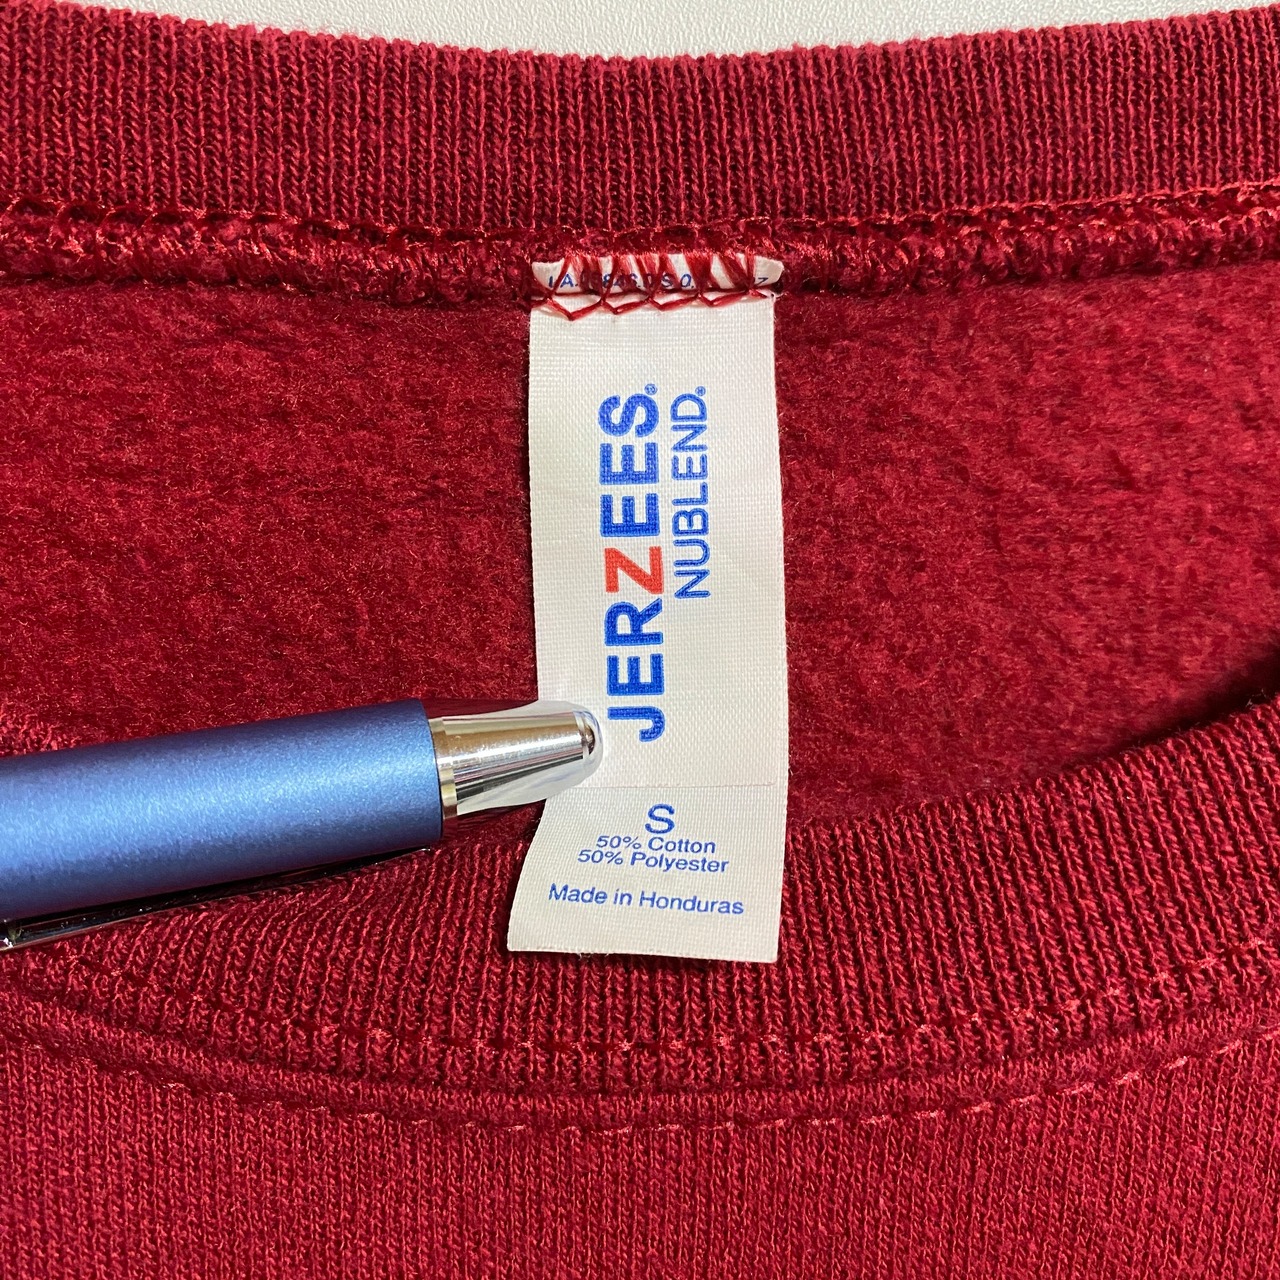 JERZEES®
NUBLEND®
S
50% Cotton
50% Polyester
Made in Honduras